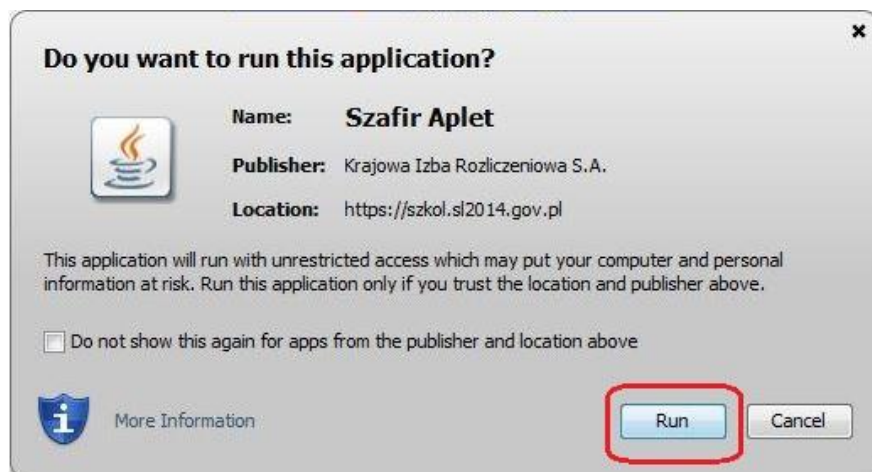 Do you want to run this application?
Name: Szafir Aplet
Publisher: Krajowa Izba Rozliczeniowa S.A.
Location: https://szkol.sl2014.gov.pl
This application will run with unrestricted access which may put your computer and personal
information at risk. Run this application only if you trust the location and publisher above.
Do not show this again for apps from the publisher and location above
More Information
Run Cancel